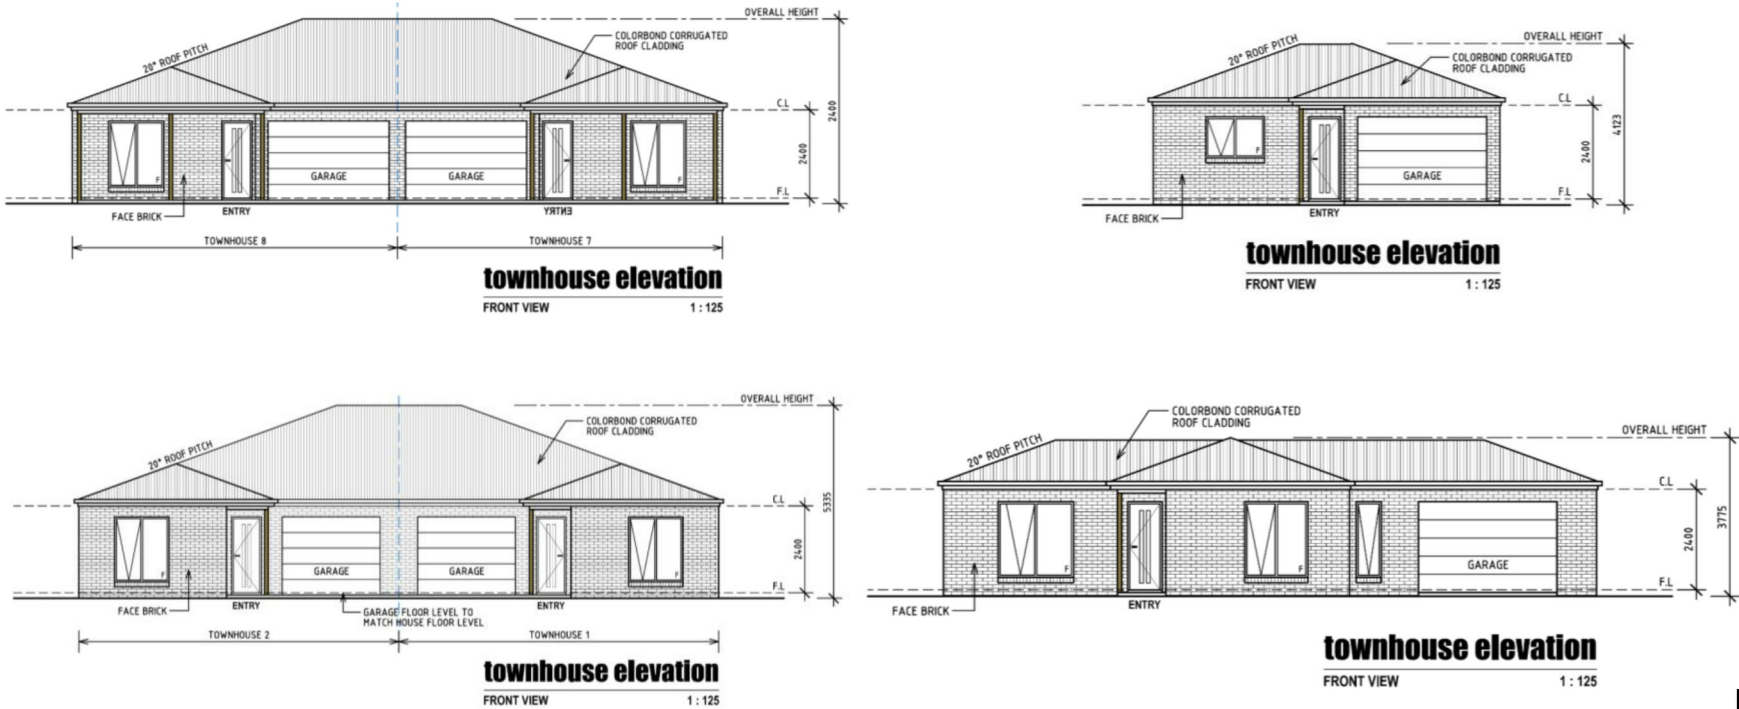 OVERALL HEIGHT
20° ROOF PITCH
COLORBOND CORRUGATED
ROOF CLADDING
C.L
2400
2400
F.L
GARAGE
GARAGE
FACE BRICK
ENTRY
ENTRY
TOWNHOUSE 8
TOWNHOUSE 7
townhouse elevation
FRONT VIEW 1 : 125
OVERALL HEIGHT
20° ROOF PITCH
COLORBOND CORRUGATED
ROOF CLADDING
C.L
4123
2400
F.L
GARAGE
FACE BRICK
ENTRY
townhouse elevation
FRONT VIEW 1 : 125
OVERALL HEIGHT
20° ROOF PITCH
COLORBOND CORRUGATED
ROOF CLADDING
C.L
5335
2400
F.L
GARAGE
GARAGE
F
F
FACE BRICK
ENTRY
ENTRY
GARAGE FLOOR LEVEL TO
MATCH HOUSE FLOOR LEVEL
TOWNHOUSE 2
TOWNHOUSE 1
townhouse elevation
FRONT VIEW 1 : 125
COLORBOND CORRUGATED
ROOF CLADDING
OVERALL HEIGHT
20° ROOF PITCH
C.L
3775
2400
F.L
GARAGE
F
F
FACE BRICK
ENTRY
townhouse elevation
FRONT VIEW 1 : 125